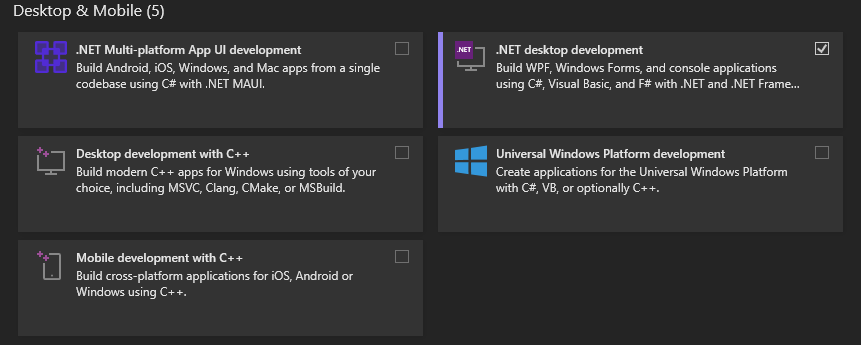 Desktop & Mobile (5)
.NET Multi-platform App UI development
Build Android, iOS, Windows, and Mac apps from a single
codebase using C# with .NET MAUI.
.NET
.NET desktop development
Build WPF, Windows Forms, and console applications
using C#, Visual Basic, and F# with .NET and .NET Frame...
Desktop development with C++
Build modern C++ apps for Windows using tools of your
choice, including MSVC, Clang, CMake, or MSBuild.
Universal Windows Platform development
Create applications for the Universal Windows Platform
with C#, VB, or optionally C++.
Mobile development with C++
Build cross-platform applications for iOS, Android or
Windows using C++.